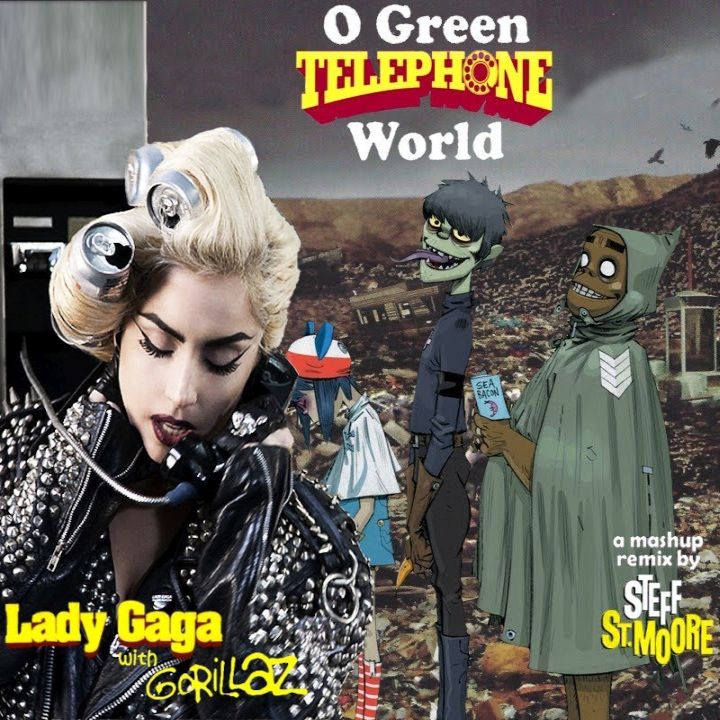 O Green
TELEPHONE
World
SEA
BACON
a mashup
remix by
STEFF
ST. MOORE
Lady Gaga
with GORILLAZ